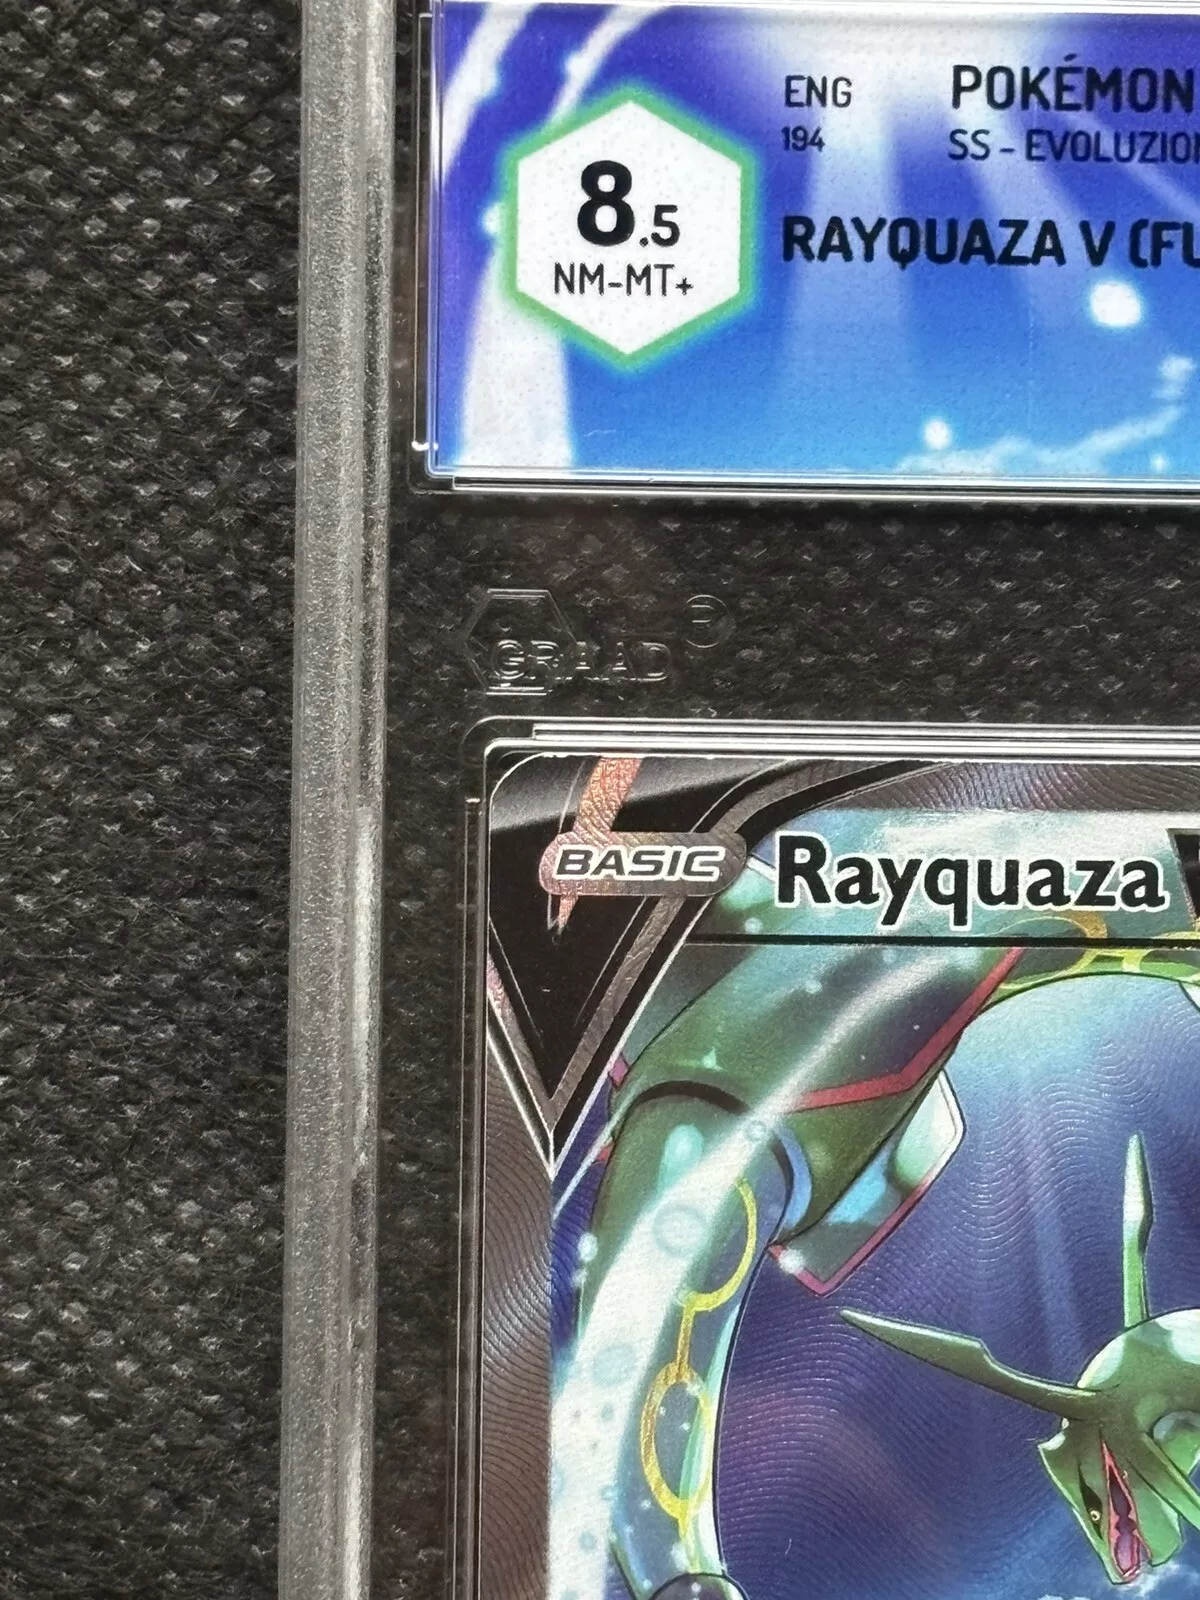 ENG POKÉMON
194 SS - EVOLUZION
8.5
NM-MT+
RAYQUAZA V (FU
GRAAD
BASIC Rayquaza